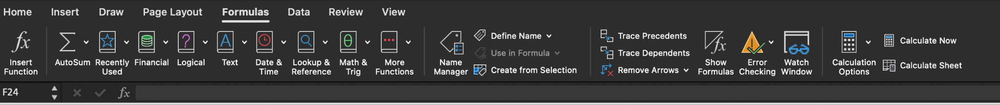 Home Insert Draw Page Layout Formulas Data Review View
fx
Insert
Function
Σ
AutoSum
Recently
Used
Financial
?
Logical
A
Text
Date &
Time
Lookup &
Reference
θ
Math &
Trig
More
Functions
Name
Manager
Define Name
Use in Formula
Create from Selection
Trace Precedents
Trace Dependents
Remove Arrows
fx
Show
Formulas
Error
Checking
Watch
Window
Calculation
Options
Calculate Now
Calculate Sheet
F24 fx